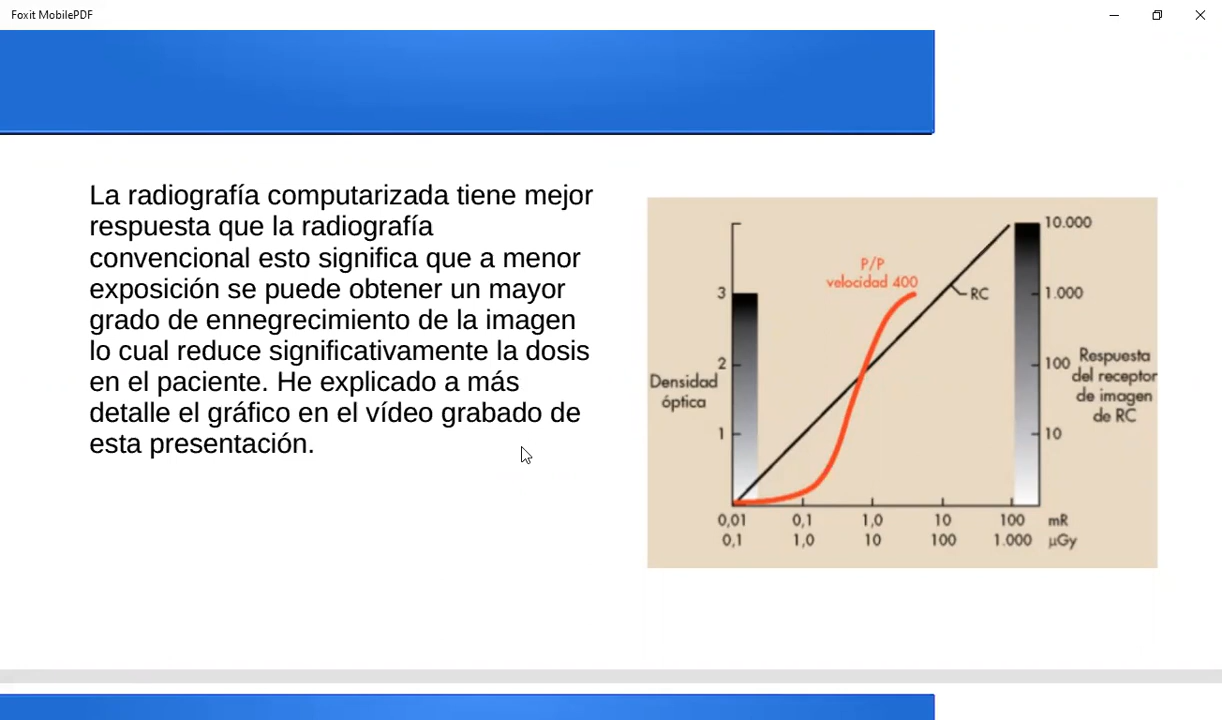 Foxit MobilePDF
La radiografía computarizada tiene mejor
respuesta que la radiografía
convencional esto significa que a menor
exposición se puede obtener un mayor
grado de ennegrecimiento de la imagen
lo cual reduce significativamente la dosis
en el paciente. He explicado a más
detalle el gráfico en el vídeo grabado de
esta presentación.
P/P
velocidad 400
RC
3
2
1
Densidad
óptica
10.000
1.000
100
10
Respuesta
del receptor
de imagen
de RC
0,01 0,1 1,0 10 100 mR
0,1 1,0 10 100 1.000 µGy